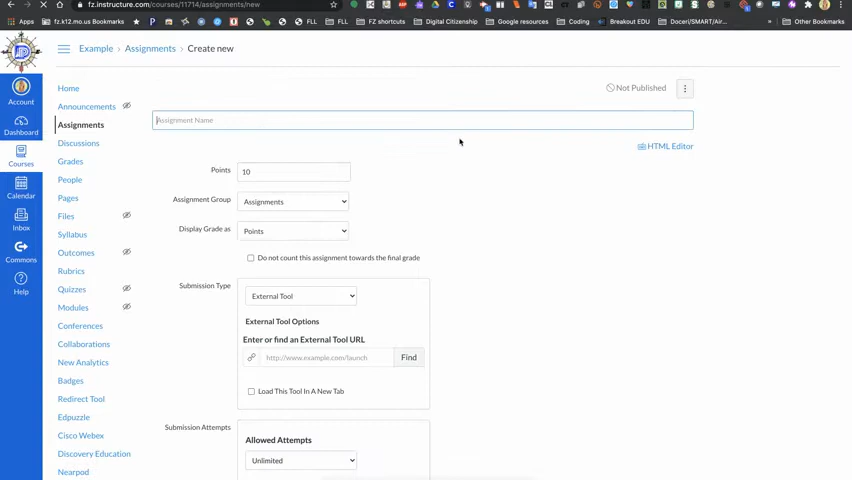 fz.instructure.com/courses/11714/assignments/new
Apps
fz.k12.mo.us Bookmarks
FLL
FLL
FZ shortcuts
Digital Citizenship
Google resources
Coding
Breakout EDU
Doceri/SMART/Air...
Other Bookmarks
Example › Assignments › Create new
Account
Dashboard
Courses
Calendar
Inbox
Commons
Help
Home
Announcements
Assignments
Discussions
Grades
People
Pages
Files
Syllabus
Outcomes
Rubrics
Quizzes
Modules
Conferences
Collaborations
New Analytics
Badges
Redirect Tool
Edpuzzle
Cisco Webex
Discovery Education
Nearpod
Not Published
Assignment Name
HTML Editor
Points
10
Assignment Group
Assignments
Display Grade as
Points
Do not count this assignment towards the final grade
Submission Type
External Tool
External Tool Options
Enter or find an External Tool URL
http://www.example.com/launch
Find
Load This Tool In A New Tab
Submission Attempts
Allowed Attempts
Unlimited